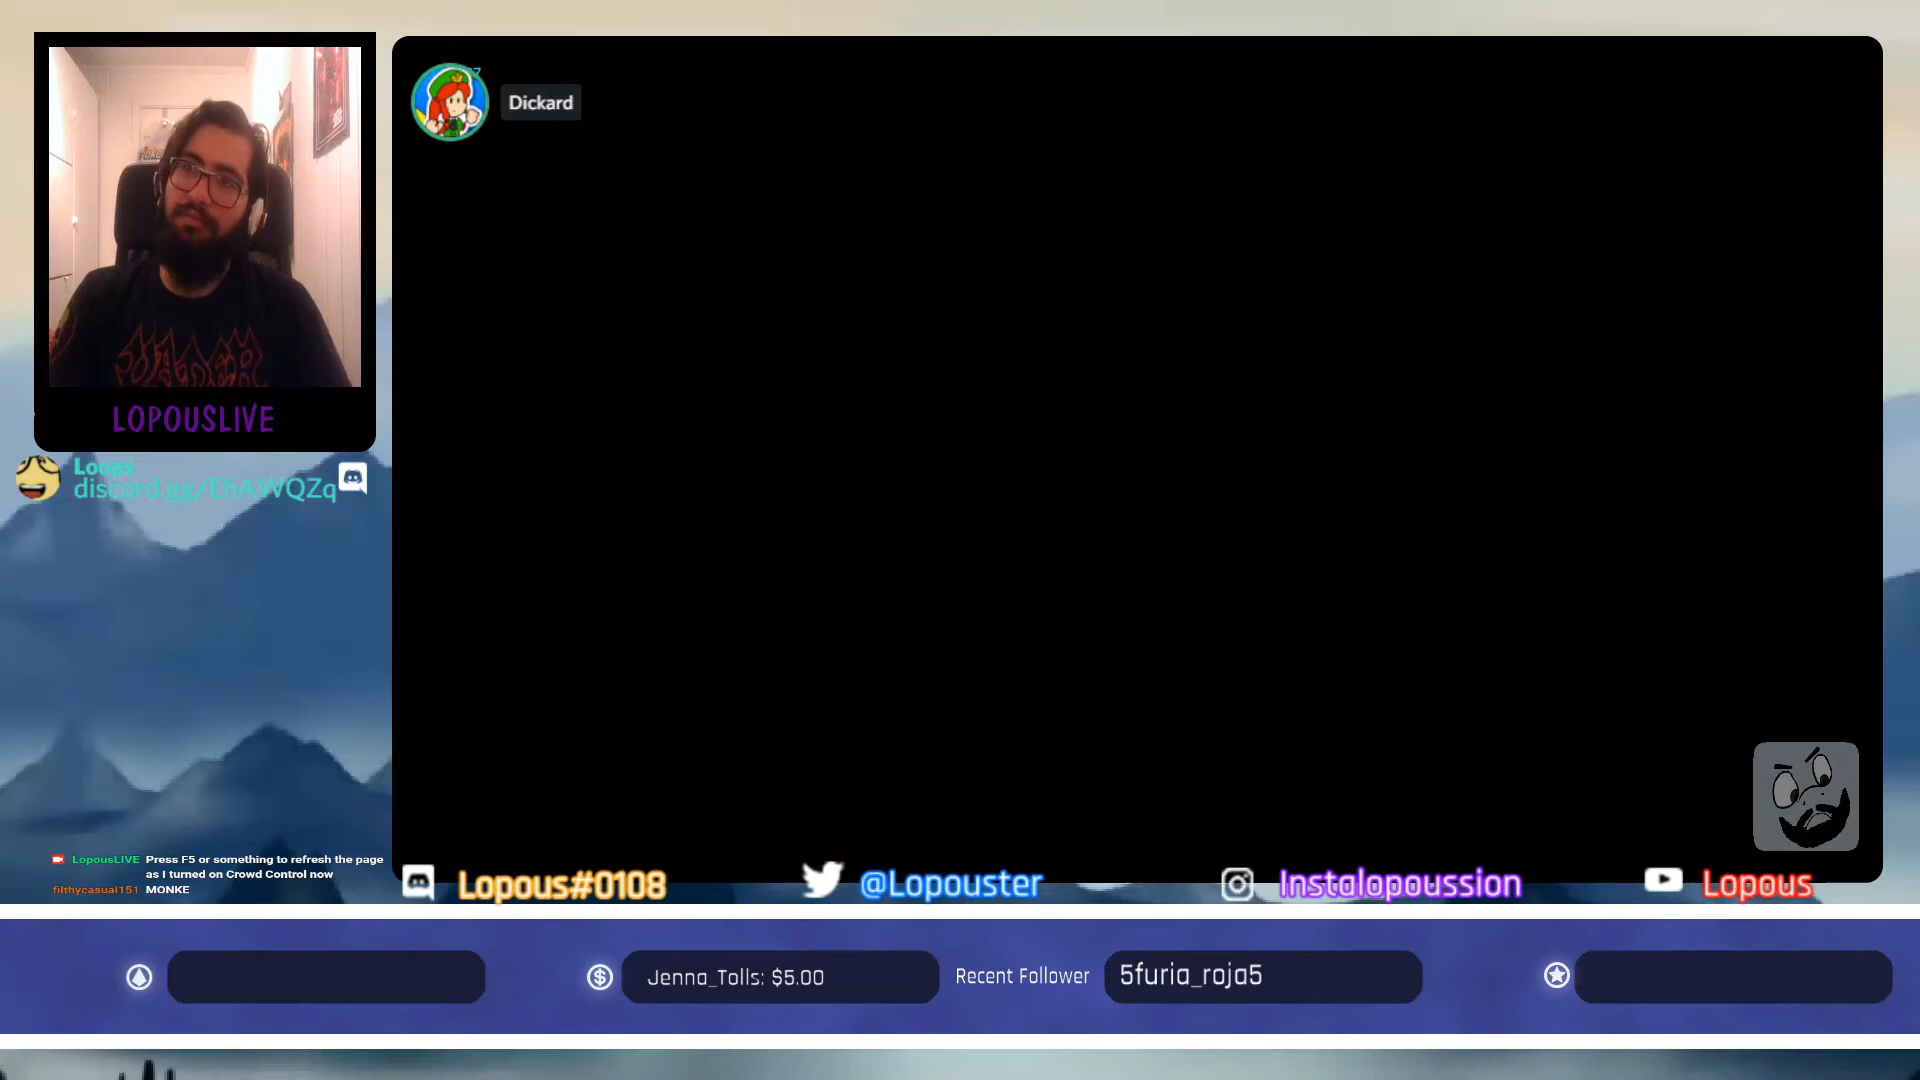 Dickard
LOPOUSLIVE
Loops
discord.gg/EhAWQZq
LopousLIVE Press F5 or something to refresh the page
as I turned on Crowd Control now
filthycasual151 MONKE
Lopous#0108
@Lopouster
Instalopoussion
Lopous
Jenna_Tolls: $5.00
Recent Follower
5furia_roja5